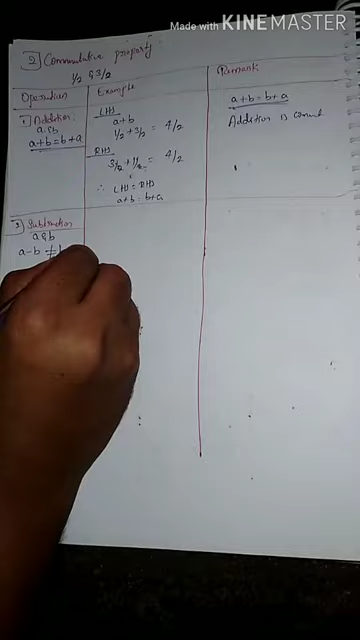 Made with KINEMASTER
2) Commutative property:
1/2 & 3/2
Operation
Example
Remark
1) Addition:
a & b
a+b = b+a
LHS
a+b
1/2 + 3/2 = 4/2
RHS
3/2 + 1/2 = 4/2
∴ LHS = RHS
a+b = b+a
a+b = b+a
Addition is commut
2) Subtraction
a & b
a-b ≠ b